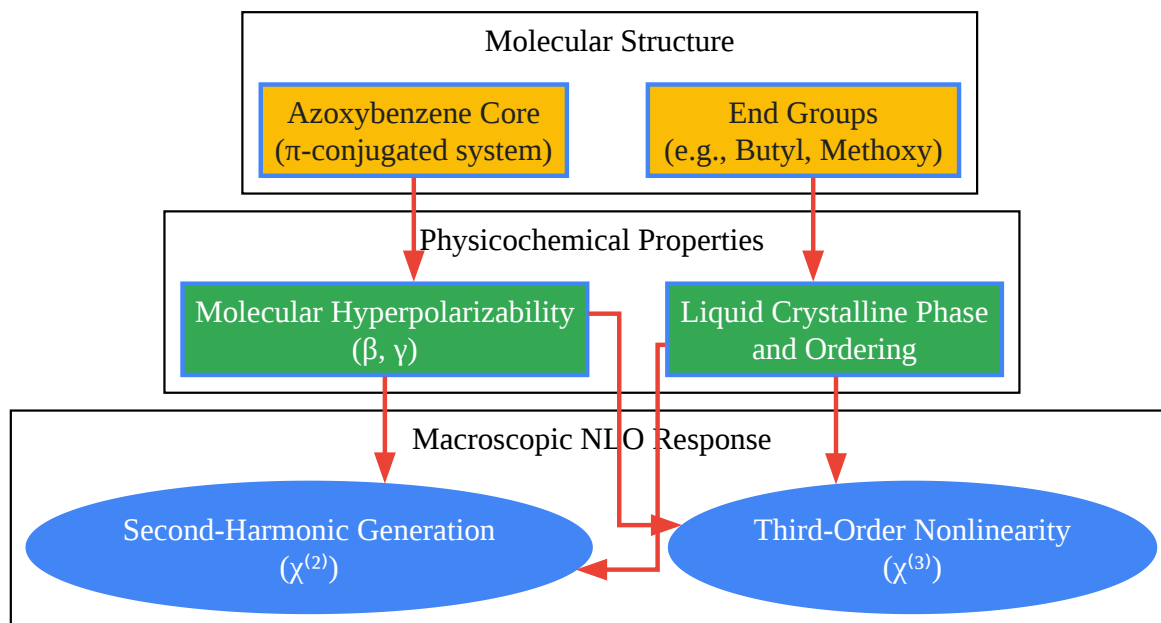 Molecular Structure
Azoxybenzene Core
(π-conjugated system)
End Groups
(e.g., Butyl, Methoxy)
Physicochemical Properties
Molecular Hyperpolarizability
(β, γ)
Liquid Crystalline Phase
and Ordering
Macroscopic NLO Response
Second-Harmonic Generation
(χ⁽²⁾)
Third-Order Nonlinearity
(χ⁽³⁾)